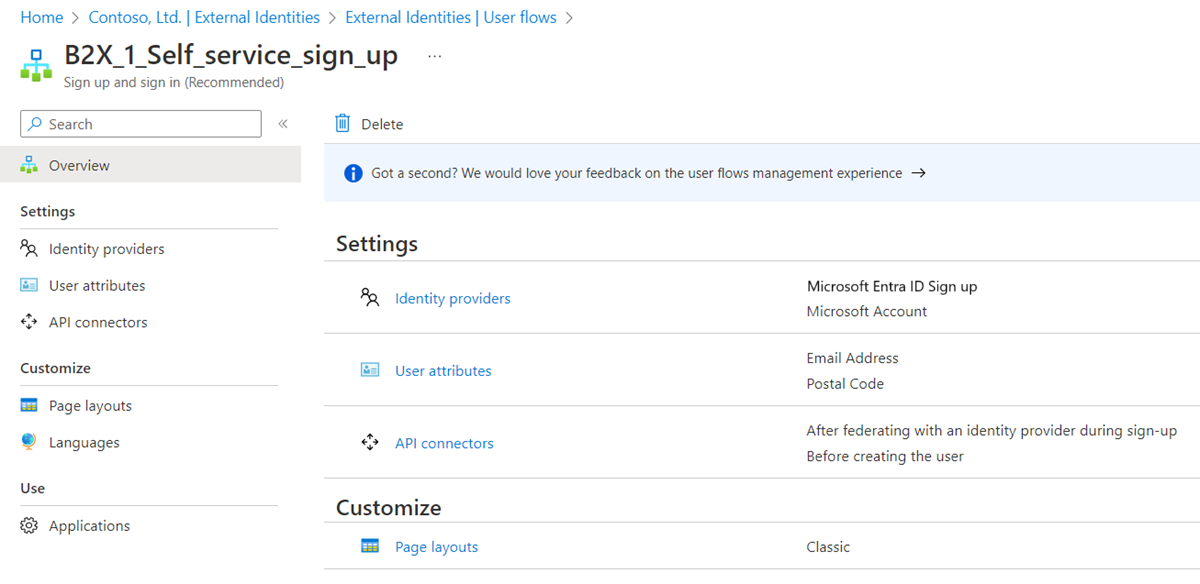 Home > Contoso, Ltd. | External Identities > External Identities | User flows >
B2X_1_Self_service_sign_up ...
Sign up and sign in (Recommended)
Search «
Overview
Settings
Identity providers
User attributes
API connectors
Customize
Page layouts
Languages
Use
Applications
Delete
Got a second? We would love your feedback on the user flows management experience →
Settings
Identity providers
Microsoft Entra ID Sign up
Microsoft Account
User attributes
Email Address
Postal Code
API connectors
After federating with an identity provider during sign-up
Before creating the user
Customize
Page layouts
Classic